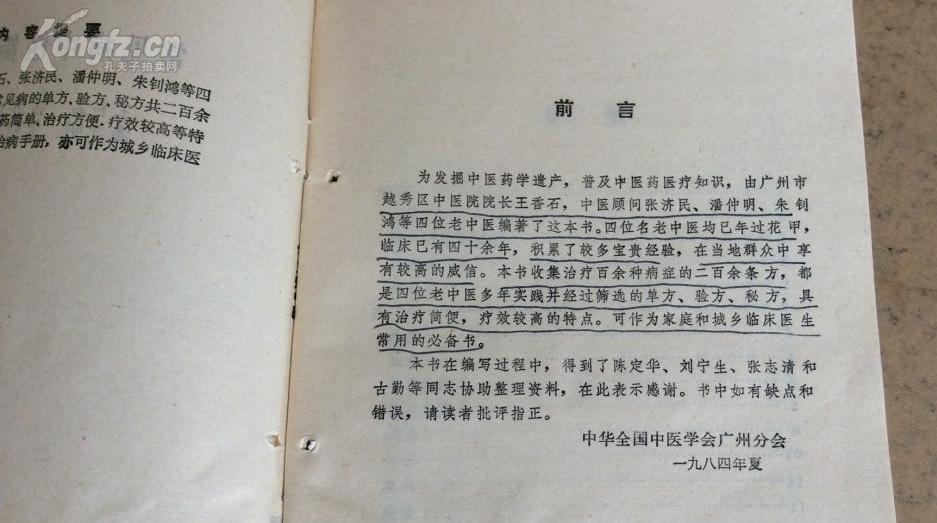 内容提要
Kongfz.cn
孔夫子拍卖网
石、张济民、潘仲明、朱钊鸿等四
常见病的单方、验方、秘方共二百余
药简单、治疗方便·疗效较高等特
治病手册，亦可作为城乡临床医
前言
为发掘中医药学遗产，普及中医药医疗知识，由广州市
越秀区中医院院长王香石，中医顾问张济民、潘仲明、朱钊
鸿等四位老中医编著了这本书。四位名老中医均已年过花甲，
临床已有四十余年，积累了较多宝贵经验，在当地群众中享
有较高的威信。本书收集治疗百余种病症的二百余条方，都
是四位老中医多年实践并经过筛选的单方、验方、秘方，具
有治疗简便，疗效较高的特点。可作为家庭和城乡临床医生
常用的必备书。
本书在编写过程中，得到了陈定华、刘宁生、张志清和
古勤等同志协助整理资料，在此表示感谢。书中如有缺点和
错误，请读者批评指正。
中华全国中医学会广州分会
一九八四年夏